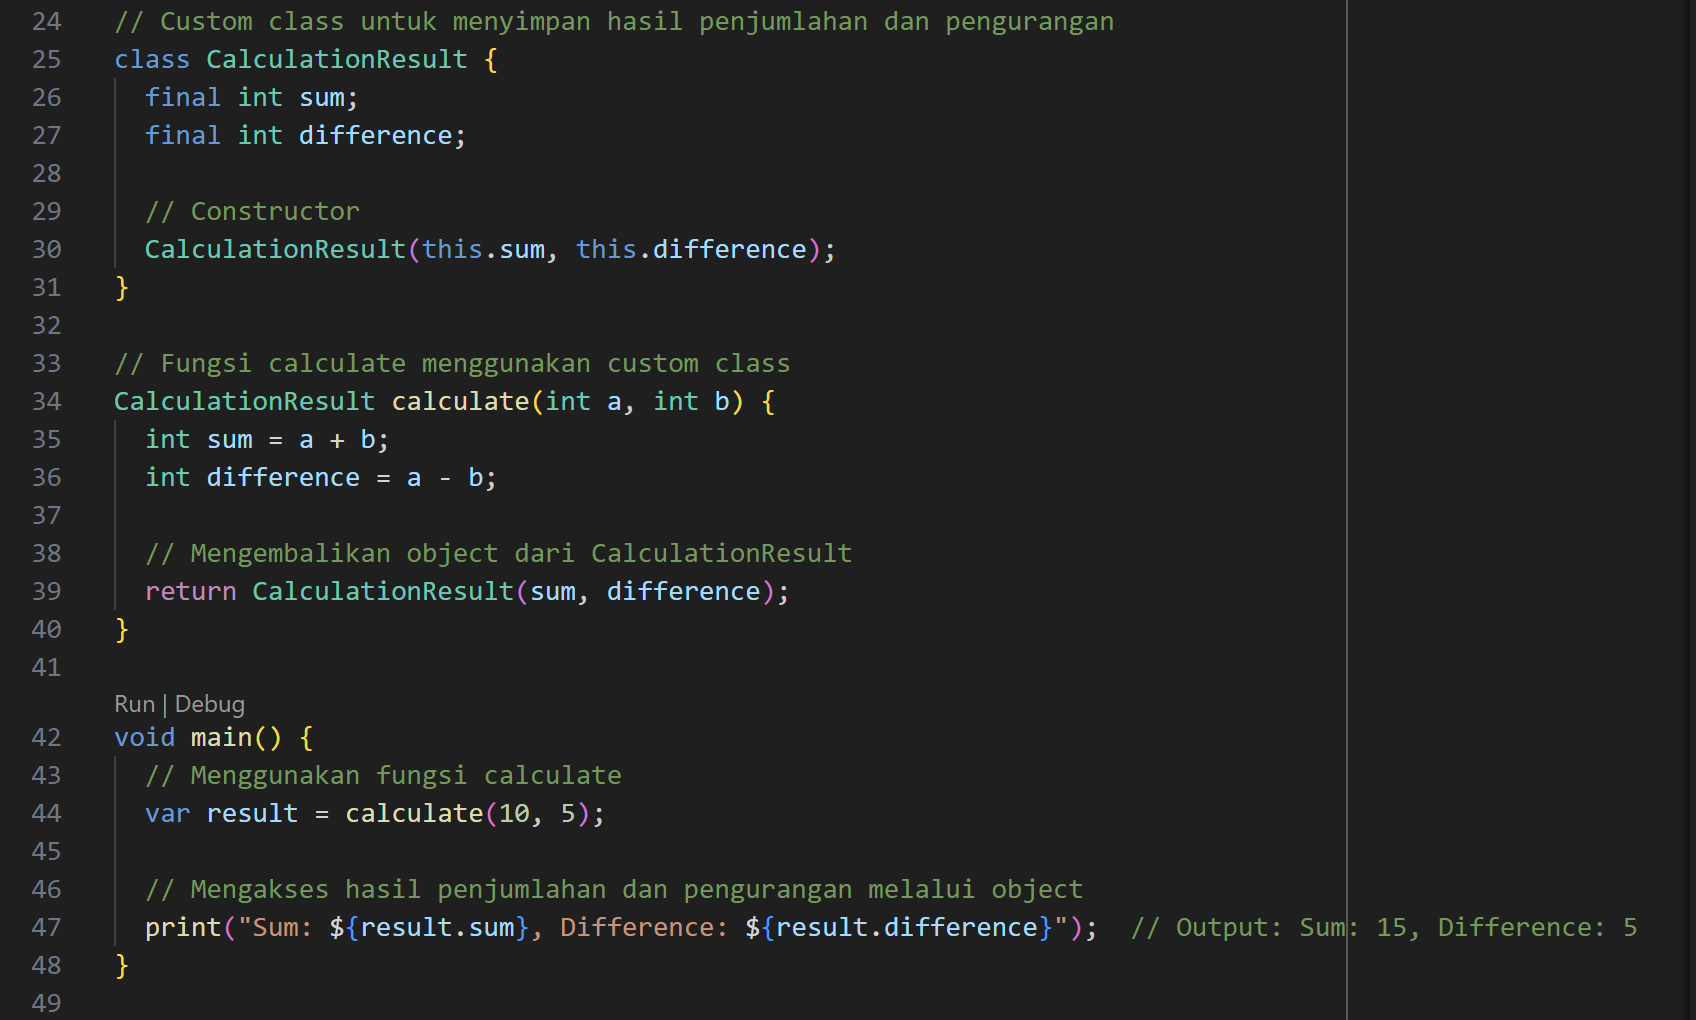 24 // Custom class untuk menyimpan hasil penjumlahan dan pengurangan
25 class CalculationResult {
26   final int sum;
27   final int difference;
28
29   // Constructor
30   CalculationResult(this.sum, this.difference);
31 }
32
33 // Fungsi calculate menggunakan custom class
34 CalculationResult calculate(int a, int b) {
35   int sum = a + b;
36   int difference = a - b;
37
38   // Mengembalikan object dari CalculationResult
39   return CalculationResult(sum, difference);
40 }
41
Run | Debug
42 void main() {
43   // Menggunakan fungsi calculate
44   var result = calculate(10, 5);
45
46   // Mengakses hasil penjumlahan dan pengurangan melalui object
47   print("Sum: ${result.sum}, Difference: ${result.difference}");  // Output: Sum: 15, Difference: 5
48 }
49